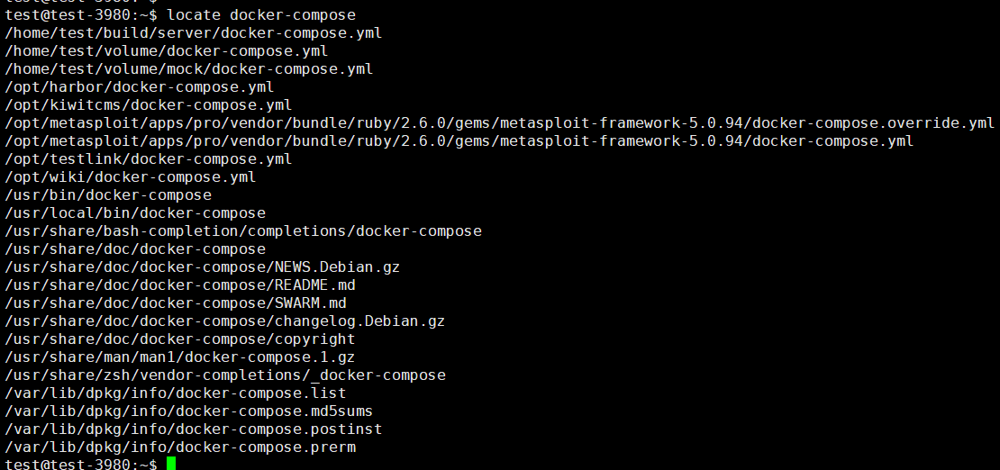 test@test-3980:~$
test@test-3980:~$ locate docker-compose
/home/test/build/server/docker-compose.yml
/home/test/volume/docker-compose.yml
/home/test/volume/mock/docker-compose.yml
/opt/harbor/docker-compose.yml
/opt/kiwitcms/docker-compose.yml
/opt/metasploit/apps/pro/vendor/bundle/ruby/2.6.0/gems/metasploit-framework-5.0.94/docker-compose.override.yml
/opt/metasploit/apps/pro/vendor/bundle/ruby/2.6.0/gems/metasploit-framework-5.0.94/docker-compose.yml
/opt/testlink/docker-compose.yml
/opt/wiki/docker-compose.yml
/usr/bin/docker-compose
/usr/local/bin/docker-compose
/usr/share/bash-completion/completions/docker-compose
/usr/share/doc/docker-compose
/usr/share/doc/docker-compose/NEWS.Debian.gz
/usr/share/doc/docker-compose/README.md
/usr/share/doc/docker-compose/SWARM.md
/usr/share/doc/docker-compose/changelog.Debian.gz
/usr/share/doc/docker-compose/copyright
/usr/share/man/man1/docker-compose.1.gz
/usr/share/zsh/vendor-completions/_docker-compose
/var/lib/dpkg/info/docker-compose.list
/var/lib/dpkg/info/docker-compose.md5sums
/var/lib/dpkg/info/docker-compose.postinst
/var/lib/dpkg/info/docker-compose.prerm
test@test-3980:~$